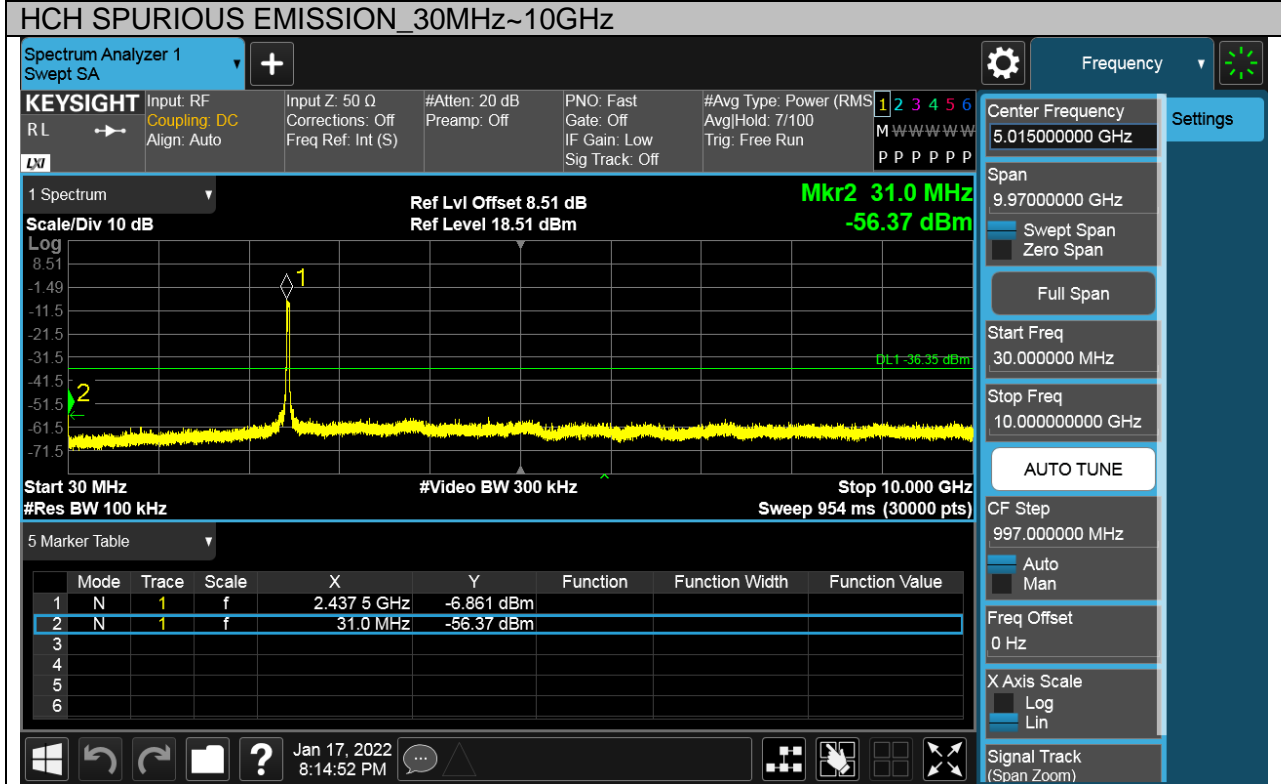 HCH SPURIOUS EMISSION_30MHz~10GHz
Spectrum Analyzer 1
Swept SA
+
Frequency
KEYSIGHT
RL
LXI
Input: RF
Coupling: DC
Align: Auto
Input Z: 50 Ω
Corrections: Off
Freq Ref: Int (S)
#Atten: 20 dB
Preamp: Off
PNO: Fast
Gate: Off
IF Gain: Low
Sig Track: Off
#Avg Type: Power (RMS
Avg|Hold: 7/100
Trig: Free Run
1 2 3 4 5 6
M W W W W W
P P P P P P
1 Spectrum
Scale/Div 10 dB
Ref Lvl Offset 8.51 dB
Ref Level 18.51 dBm
Mkr2 31.0 MHz
-56.37 dBm
Log
8.51
-1.49
-11.5
-21.5
-31.5
-41.5
-51.5
-61.5
-71.5
1
2
DL1 -36.35 dBm
Start 30 MHz
#Video BW 300 kHz
Stop 10.000 GHz
#Res BW 100 kHz
Sweep 954 ms (30000 pts)
5 Marker Table
Mode Trace Scale X Y Function Function Width Function Value
1 N 1 f 2.437 5 GHz -6.861 dBm
2 N 1 f 31.0 MHz -56.37 dBm
3
4
5
6
?
Jan 17, 2022
8:14:52 PM
Settings
Center Frequency
5.015000000 GHz
Span
9.97000000 GHz
Swept Span
Zero Span
Full Span
Start Freq
30.000000 MHz
Stop Freq
10.000000000 GHz
AUTO TUNE
CF Step
997.000000 MHz
Auto
Man
Freq Offset
0 Hz
X Axis Scale
Log
Lin
Signal Track
(Span Zoom)